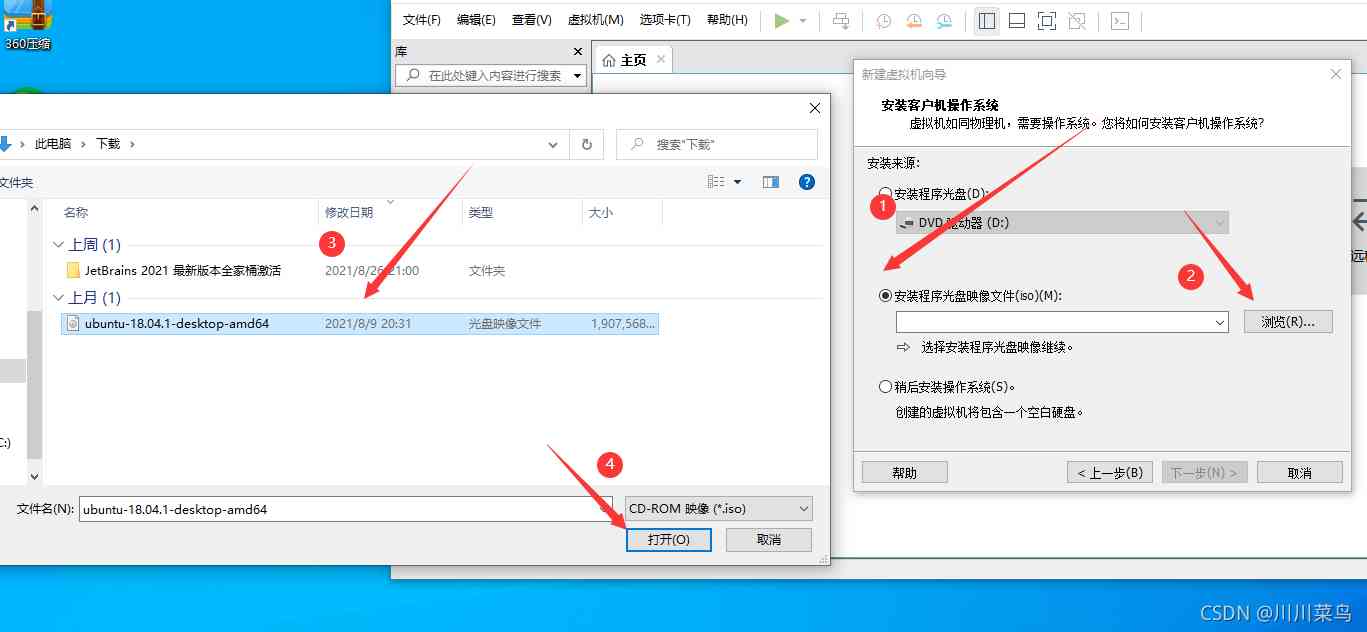 360压缩
文件(F) 编辑(E) 查看(V) 虚拟机(M) 选项卡(T) 帮助(H)
库
在此处键入内容进行搜索
主页
此电脑 下载
搜索"下载"
文件夹
名称 修改日期 类型 大小
上周 (1)
3
JetBrains 2021 最新版本全家桶激活 2021/8/26 21:00 文件夹
上月 (1)
ubuntu-18.04.1-desktop-amd64 2021/8/9 20:31 光盘映像文件 1,907,568...
C:)
4
文件名(N): ubuntu-18.04.1-desktop-amd64 CD-ROM 映像 (*.iso)
打开(O) 取消
新建虚拟机向导
安装客户机操作系统
虚拟机如同物理机，需要操作系统。您将如何安装客户机操作系统?
安装来源:
1
安装程序光盘(D):
DVD 驱动器 (D:)
2
安装程序光盘映像文件(iso)(M):
浏览(R)...
选择安装程序光盘映像继续。
稍后安装操作系统(S)。
创建的虚拟机将包含一个空白硬盘。
帮助 < 上一步(B) 下一步(N) > 取消
CSDN @川川菜鸟